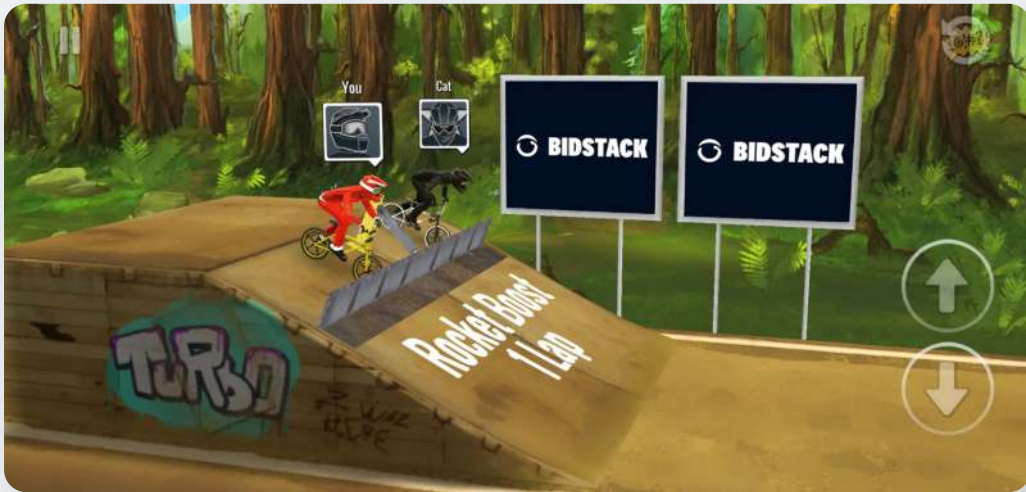 You
Cat
BIDSTACK
BIDSTACK
Rocket Boost
1 Lap
TURBO